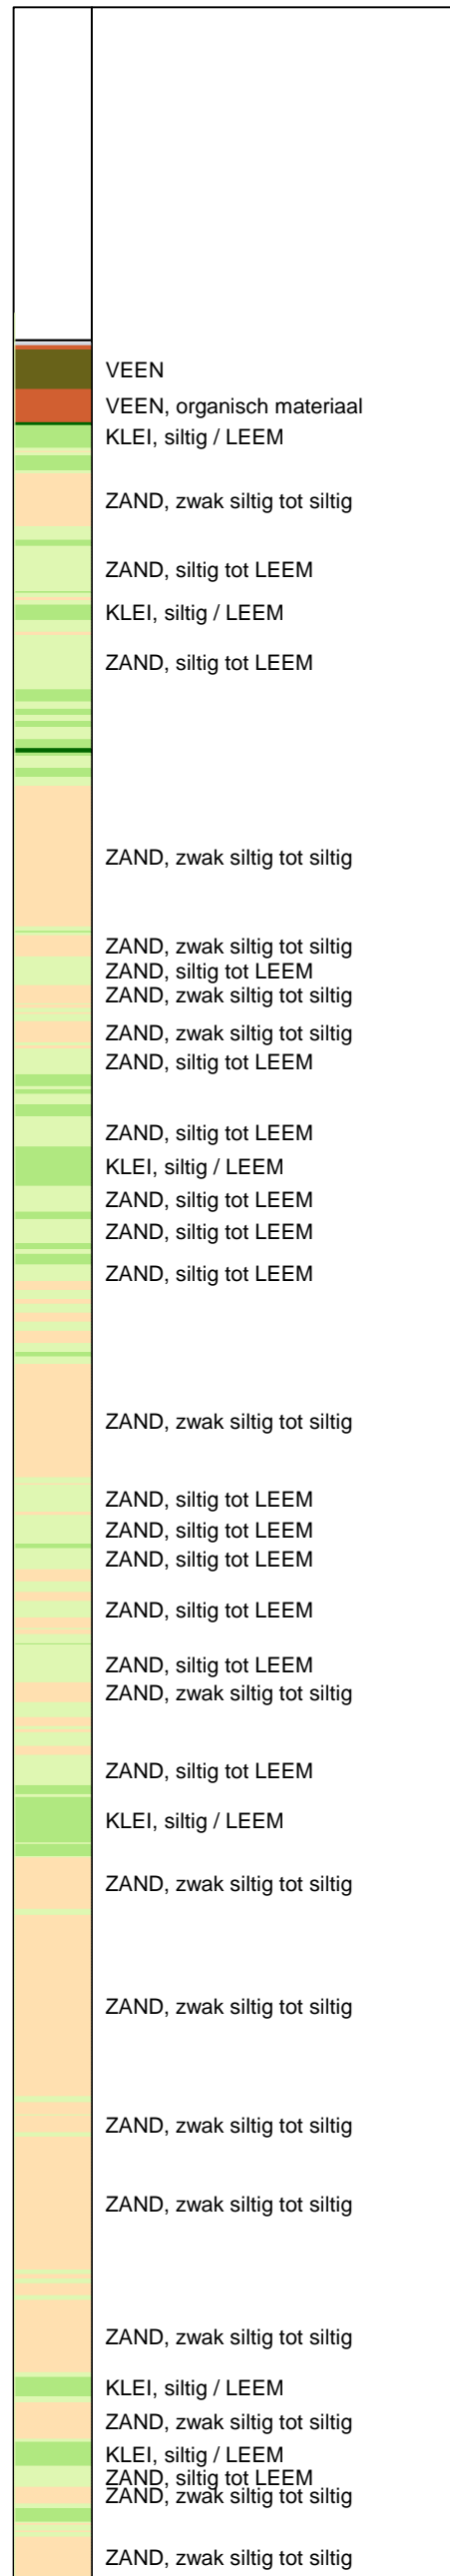 VEEN
VEEN, organisch materiaal
KLEI, siltig / LEEM
ZAND, zwak siltig tot siltig
ZAND, siltig tot LEEM
KLEI, siltig / LEEM
ZAND, siltig tot LEEM
ZAND, zwak siltig tot siltig
ZAND, zwak siltig tot siltig
ZAND, siltig tot LEEM
ZAND, zwak siltig tot siltig
ZAND, zwak siltig tot siltig
ZAND, siltig tot LEEM
ZAND, siltig tot LEEM
KLEI, siltig / LEEM
ZAND, siltig tot LEEM
ZAND, siltig tot LEEM
ZAND, siltig tot LEEM
ZAND, zwak siltig tot siltig
ZAND, siltig tot LEEM
ZAND, siltig tot LEEM
ZAND, siltig tot LEEM
ZAND, siltig tot LEEM
ZAND, siltig tot LEEM
ZAND, zwak siltig tot siltig
ZAND, siltig tot LEEM
KLEI, siltig / LEEM
ZAND, zwak siltig tot siltig
ZAND, zwak siltig tot siltig
ZAND, zwak siltig tot siltig
ZAND, zwak siltig tot siltig
ZAND, zwak siltig tot siltig
KLEI, siltig / LEEM
ZAND, zwak siltig tot siltig
KLEI, siltig / LEEM
ZAND, siltig tot LEEM
ZAND, zwak siltig tot siltig
ZAND, zwak siltig tot siltig